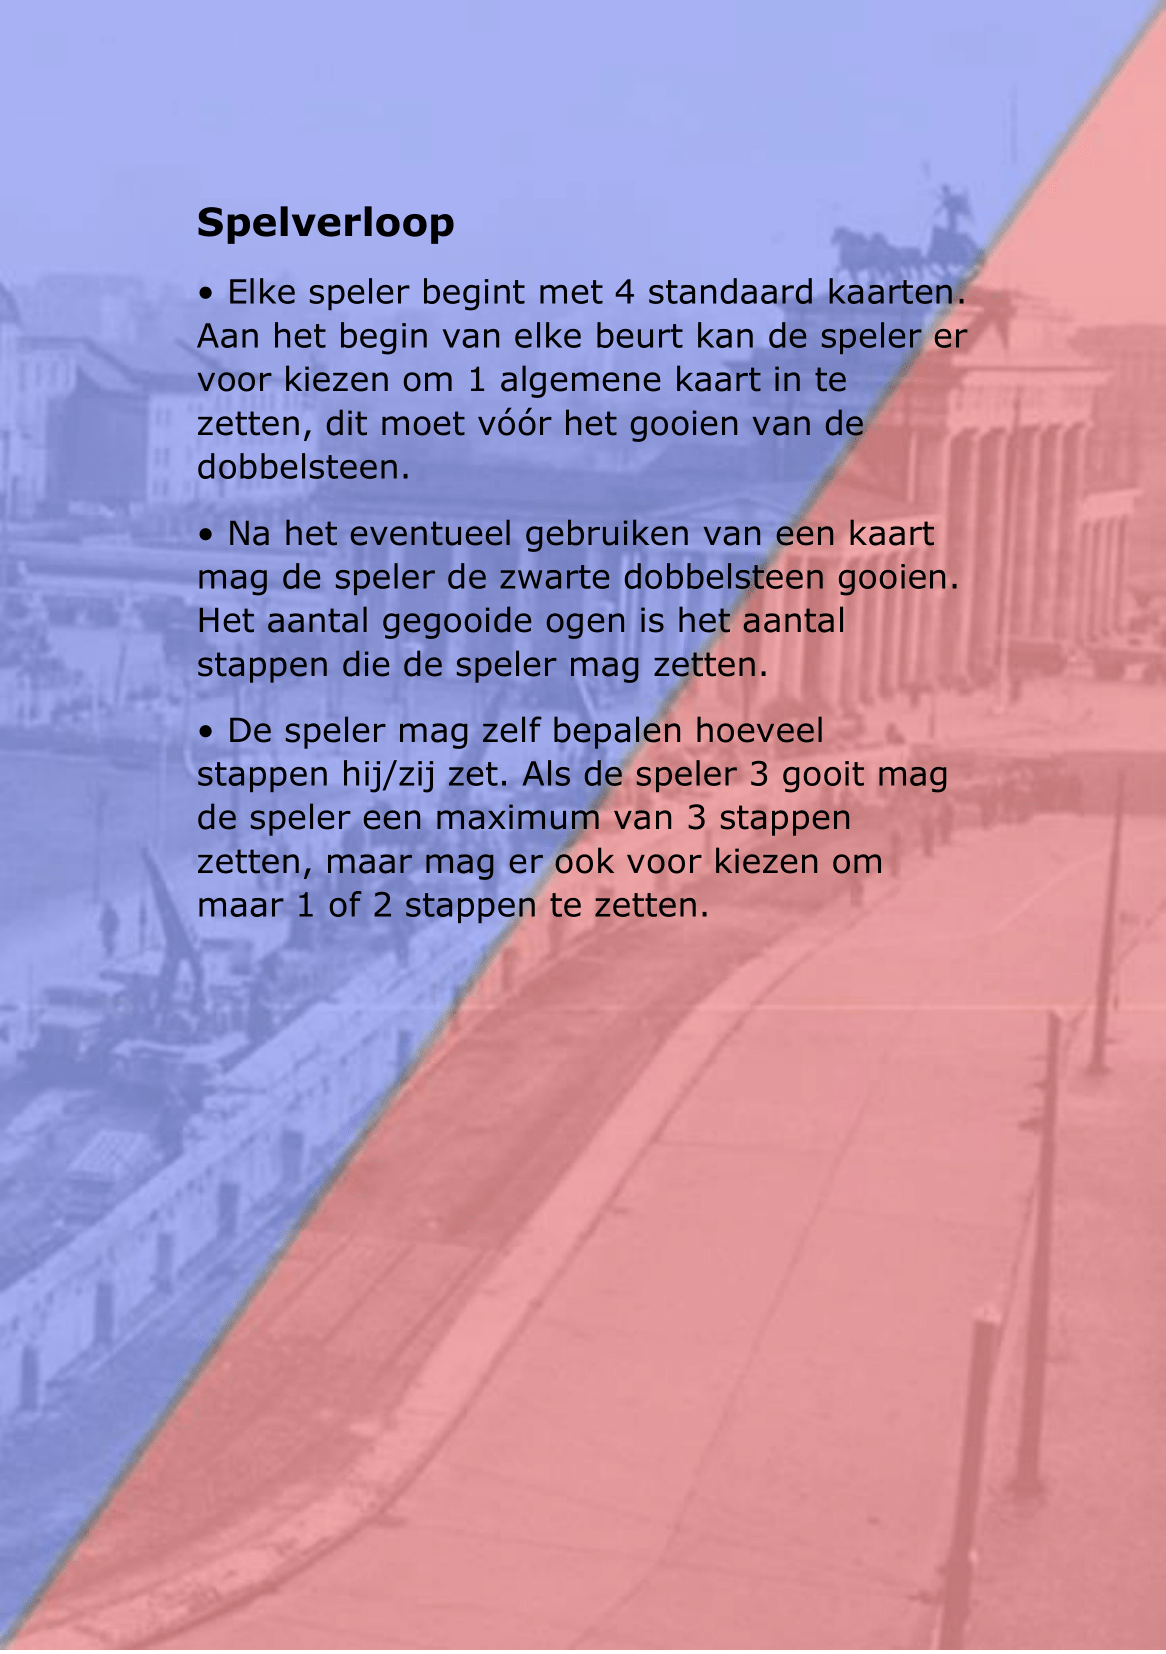 Spelverloop
• Elke speler begint met 4 standaard kaarten.
Aan het begin van elke beurt kan de speler er
voor kiezen om 1 algemene kaart in te
zetten, dit moet vóór het gooien van de
dobbelsteen.
• Na het eventueel gebruiken van een kaart
mag de speler de zwarte dobbelsteen gooien.
Het aantal gegooide ogen is het aantal
stappen die de speler mag zetten.
• De speler mag zelf bepalen hoeveel
stappen hij/zij zet. Als de speler 3 gooit mag
de speler een maximum van 3 stappen
zetten, maar mag er ook voor kiezen om
maar 1 of 2 stappen te zetten.